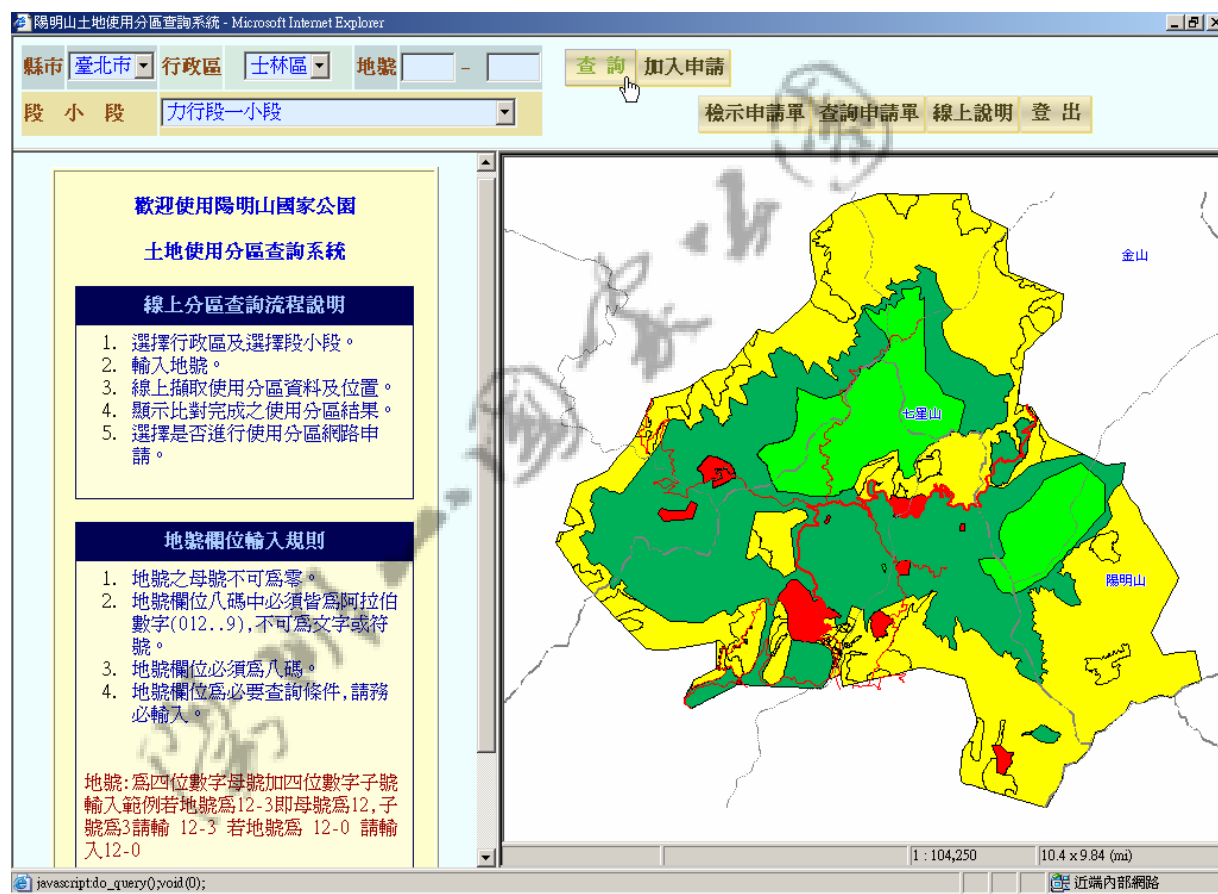 陽明山土地使用分區查詢系統 - Microsoft Internet Explorer
縣市 臺北市 行政區 士林區 地號 - 查 詢 加入申請
段 小 段 力行段一小段
檢示申請單 查詢申請單 線上說明 登 出
歡迎使用陽明山國家公園
土地使用分區查詢系統
線上分區查詢流程說明
1. 選擇行政區及選擇段小段。
2. 輸入地號。
3. 線上擷取使用分區資料及位置。
4. 顯示比對完成之使用分區結果。
5. 選擇是否進行使用分區網路申
請。
地號欄位輸入規則
1. 地號之母號不可為零。
2. 地號欄位八碼中必須皆為阿拉伯
數字(012..9),不可為文字或符
號。
3. 地號欄位必須為八碼。
4. 地號欄位為必要查詢條件,請務
必輸入。
地號:為四位數字母號加四位數字子號
輸入範例若地號為12-3即母號為12,子
號為3請輸 12-3 若地號為 12-0 請輸
入12-0
金山
七星山
陽明山
1 : 104,250 10.4 x 9.84 (mi)
javascript:do_query();void(0); 近端內部網路